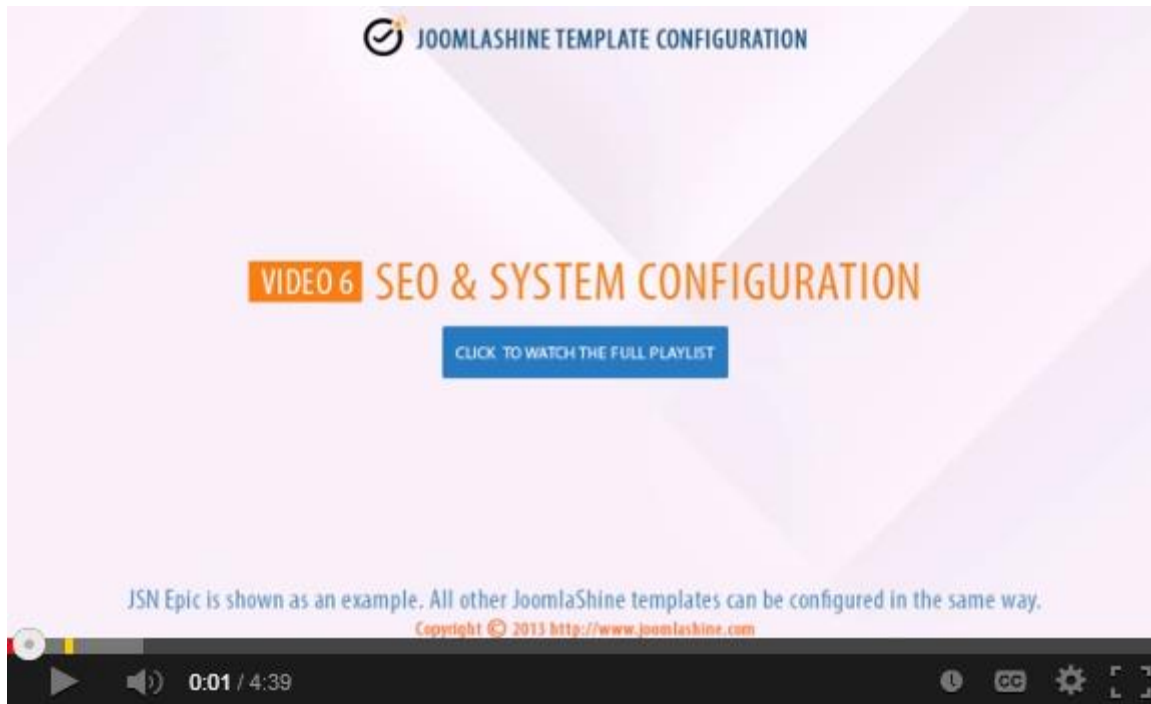 JOOMLASHINE TEMPLATE CONFIGURATION
VIDEO 6 SEO & SYSTEM CONFIGURATION
CLICK TO WATCH THE FULL PLAYLIST
JSN Epic is shown as an example. All other JoomlaShine templates can be configured in the same way.
Copyright © 2013 http://www.joomlashine.com
0:01 / 4:39 CC